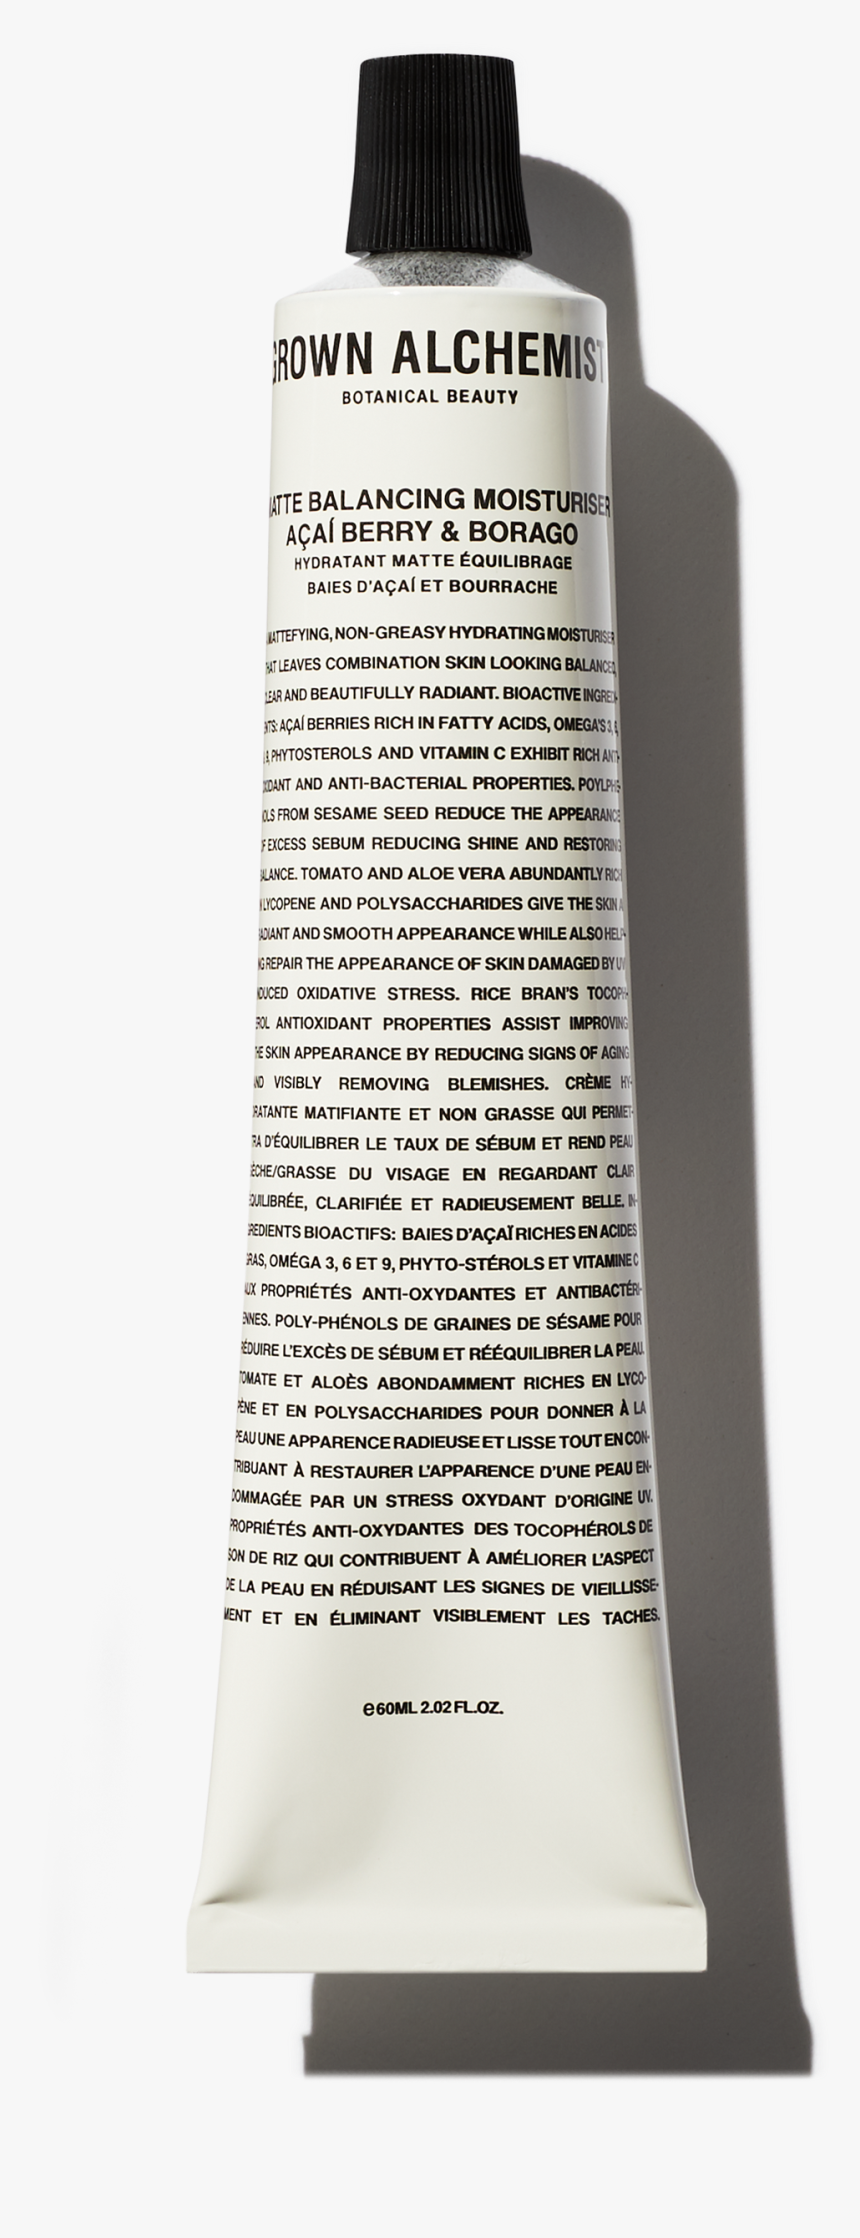 GROWN ALCHEMIST
BOTANICAL BEAUTY
MATTE BALANCING MOISTURISER
AÇAÍ BERRY & BORAGO
HYDRATANT MATTE ÉQUILIBRAGE
BAIES D'AÇAÍ ET BOURRACHE
MATTEFYING, NON-GREASY HYDRATING MOISTURISER
THAT LEAVES COMBINATION SKIN LOOKING BALANCED,
CLEAR AND BEAUTIFULLY RADIANT. BIOACTIVE INGREDI-
ENTS: AÇAÍ BERRIES RICH IN FATTY ACIDS, OMEGA'S 3, 6,
& 9, PHYTOSTEROLS AND VITAMIN C EXHIBIT RICH ANTI-
OXIDANT AND ANTI-BACTERIAL PROPERTIES. POYLPHE-
NOLS FROM SESAME SEED REDUCE THE APPEARANCE
OF EXCESS SEBUM REDUCING SHINE AND RESTORING
BALANCE. TOMATO AND ALOE VERA ABUNDANTLY RICH
IN LYCOPENE AND POLYSACCHARIDES GIVE THE SKIN A
RADIANT AND SMOOTH APPEARANCE WHILE ALSO HELP-
ING REPAIR THE APPEARANCE OF SKIN DAMAGED BY UV
INDUCED OXIDATIVE STRESS. RICE BRAN'S TOCOPH-
EROL ANTIOXIDANT PROPERTIES ASSIST IMPROVING
THE SKIN APPEARANCE BY REDUCING SIGNS OF AGING
AND VISIBLY REMOVING BLEMISHES. CRÈME HY-
DRATANTE MATIFIANTE ET NON GRASSE QUI PERMET-
TRA D'ÉQUILIBRER LE TAUX DE SÉBUM ET REND PEAU
SÈCHE/GRASSE DU VISAGE EN REGARDANT CLAIR
ÉQUILIBRÉE, CLARIFIÉE ET RADIEUSEMENT BELLE. IN-
GREDIENTS BIOACTIFS: BAIES D'AÇAÏ RICHES EN ACIDES
GRAS, OMÉGA 3, 6 ET 9, PHYTO-STÉROLS ET VITAMINE C
AUX PROPRIÉTÉS ANTI-OXYDANTES ET ANTIBACTÉRI-
ENNES. POLY-PHÉNOLS DE GRAINES DE SÉSAME POUR
RÉDUIRE L'EXCÈS DE SÉBUM ET RÉÉQUILIBRER LA PEAU.
TOMATE ET ALOÈS ABONDAMMENT RICHES EN LYCO-
PÈNE ET EN POLYSACCHARIDES POUR DONNER À LA
PEAU UNE APPARENCE RADIEUSE ET LISSE TOUT EN CON-
TRIBUANT À RESTAURER L'APPARENCE D'UNE PEAU EN-
DOMMAGÉE PAR UN STRESS OXYDANT D'ORIGINE UV.
PROPRIÉTÉS ANTI-OXYDANTES DES TOCOPHÉROLS DE
SON DE RIZ QUI CONTRIBUENT À AMÉLIORER L'ASPECT
DE LA PEAU EN RÉDUISANT LES SIGNES DE VIEILLISSE-
MENT ET EN ÉLIMINANT VISIBLEMENT LES TACHES.
e 60ML 2.02 FL.OZ.